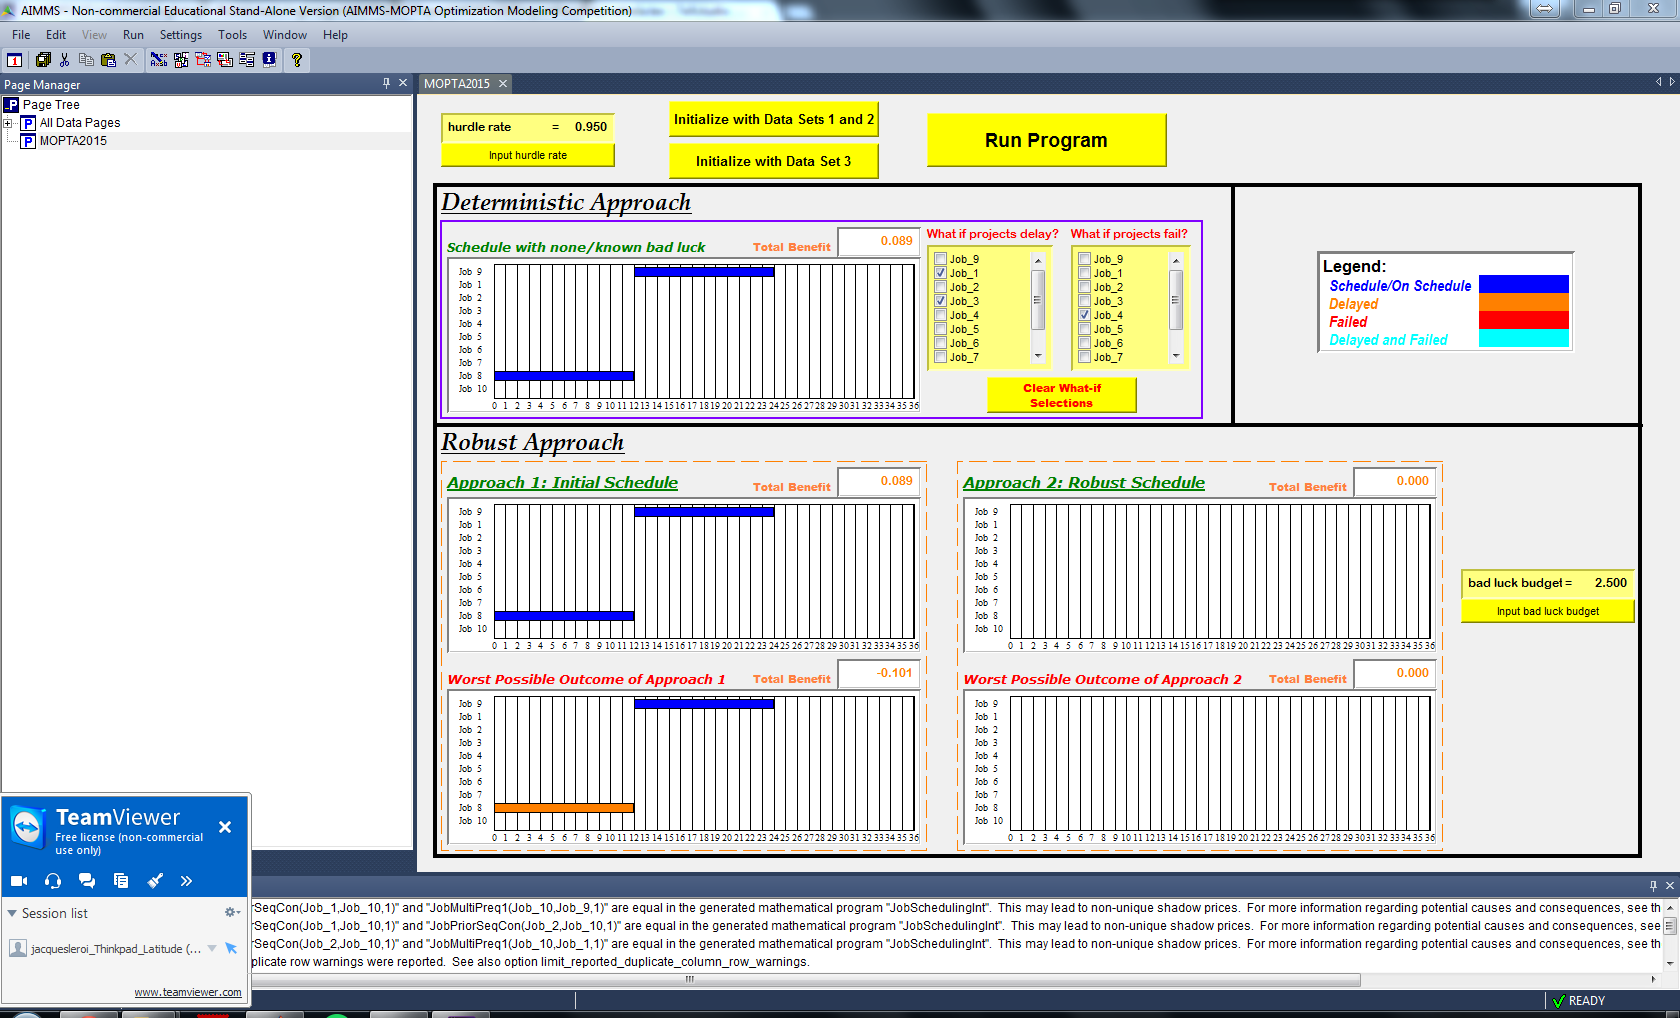 AIMMS - Non-commercial Educational Stand-Alone Version (AIMMS-MOPTA Optimization Modeling Competition)
File Edit View Run Settings Tools Window Help
Page Manager
MOPTA2015
Page Tree
All Data Pages
MOPTA2015
hurdle rate = 0.950
Input hurdle rate
Initialize with Data Sets 1 and 2
Initialize with Data Set 3
Run Program
Deterministic Approach
Schedule with none/known bad luck
Total Benefit 0.089
Job 9
Job 1
Job 2
Job 3
Job 4
Job 5
Job 6
Job 7
Job 8
Job 10
0 1 2 3 4 5 6 7 8 9 10 11 12 13 14 15 16 17 18 19 20 21 22 23 24 25 26 27 28 29 30 31 32 33 34 35 36
What if projects delay?
Job_9
Job_1
Job_2
Job_3
Job_4
Job_5
Job_6
Job_7
What if projects fail?
Job_9
Job_1
Job_2
Job_3
Job_4
Job_5
Job_6
Job_7
Clear What-if
Selections
Legend:
Schedule/On Schedule
Delayed
Failed
Delayed and Failed
Robust Approach
Approach 1: Initial Schedule
Total Benefit 0.089
Job 9
Job 1
Job 2
Job 3
Job 4
Job 5
Job 6
Job 7
Job 8
Job 10
0 1 2 3 4 5 6 7 8 9 10 11 12 13 14 15 16 17 18 19 20 21 22 23 24 25 26 27 28 29 30 31 32 33 34 35 36
Approach 2: Robust Schedule
Total Benefit 0.000
Job 9
Job 1
Job 2
Job 3
Job 4
Job 5
Job 6
Job 7
Job 8
Job 10
0 1 2 3 4 5 6 7 8 9 10 11 12 13 14 15 16 17 18 19 20 21 22 23 24 25 26 27 28 29 30 31 32 33 34 35 36
bad luck budget = 2.500
Input bad luck budget
Worst Possible Outcome of Approach 1
Total Benefit -0.101
Job 9
Job 1
Job 2
Job 3
Job 4
Job 5
Job 6
Job 7
Job 8
Job 10
0 1 2 3 4 5 6 7 8 9 10 11 12 13 14 15 16 17 18 19 20 21 22 23 24 25 26 27 28 29 30 31 32 33 34 35 36
Worst Possible Outcome of Approach 2
Total Benefit 0.000
Job 9
Job 1
Job 2
Job 3
Job 4
Job 5
Job 6
Job 7
Job 8
Job 10
0 1 2 3 4 5 6 7 8 9 10 11 12 13 14 15 16 17 18 19 20 21 22 23 24 25 26 27 28 29 30 31 32 33 34 35 36
TeamViewer
Free license (non-commercial
use only)
Session list
jacquesleroi_Thinkpad_Latitude (...
www.teamviewer.com
rSeqCon(Job_1,Job_10,1)" and "JobMultiPreq1(Job_10,Job_9,1)" are equal in the generated mathematical program "JobSchedulingInt". This may lead to non-unique shadow prices. For more information regarding potential causes and consequences, see th
rSeqCon(Job_1,Job_10,1)" and "JobPriorSeqCon(Job_2,Job_10,1)" are equal in the generated mathematical program "JobSchedulingInt". This may lead to non-unique shadow prices. For more information regarding potential causes and consequences, see
rSeqCon(Job_2,Job_10,1)" and "JobMultiPreq1(Job_10,Job_1,1)" are equal in the generated mathematical program "JobSchedulingInt". This may lead to non-unique shadow prices. For more information regarding potential causes and consequences, see th
plicate row warnings were reported. See also option limit_reported_duplicate_column_row_warnings.
READY